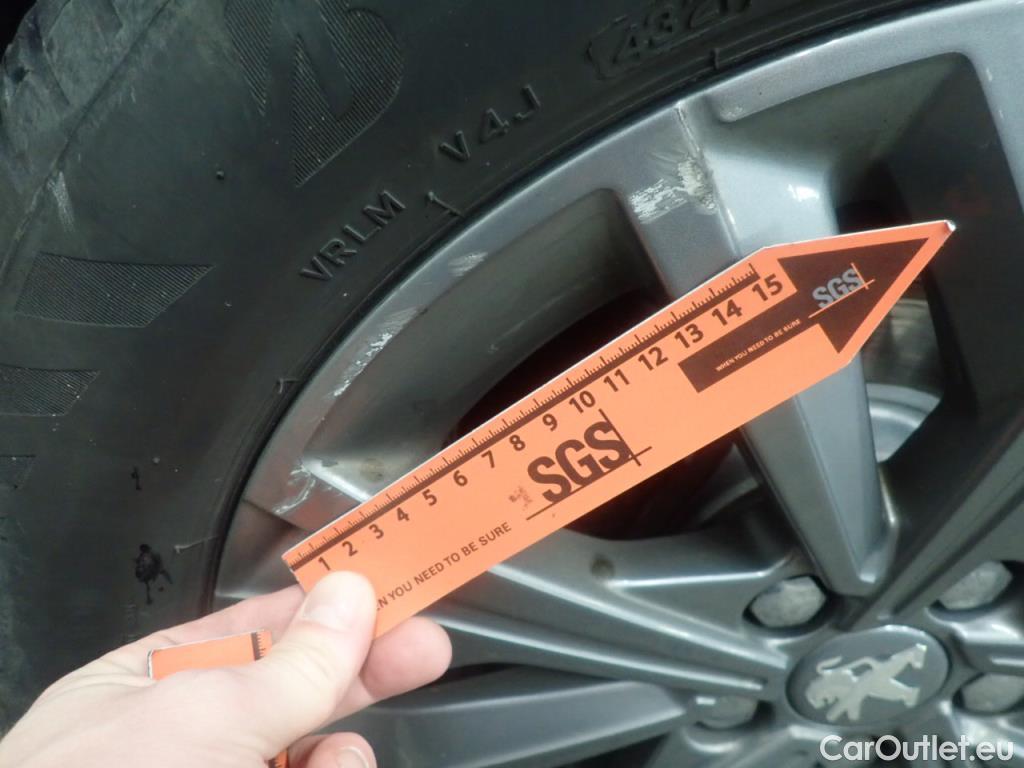 4321
VRLM V4J
SGS
WHEN YOU NEED TO BE SURE
1 2 3 4 5 6 7 8 9 10 11 12 13 14 15
SGS
EN YOU NEED TO BE SURE
CarOutlet.eu